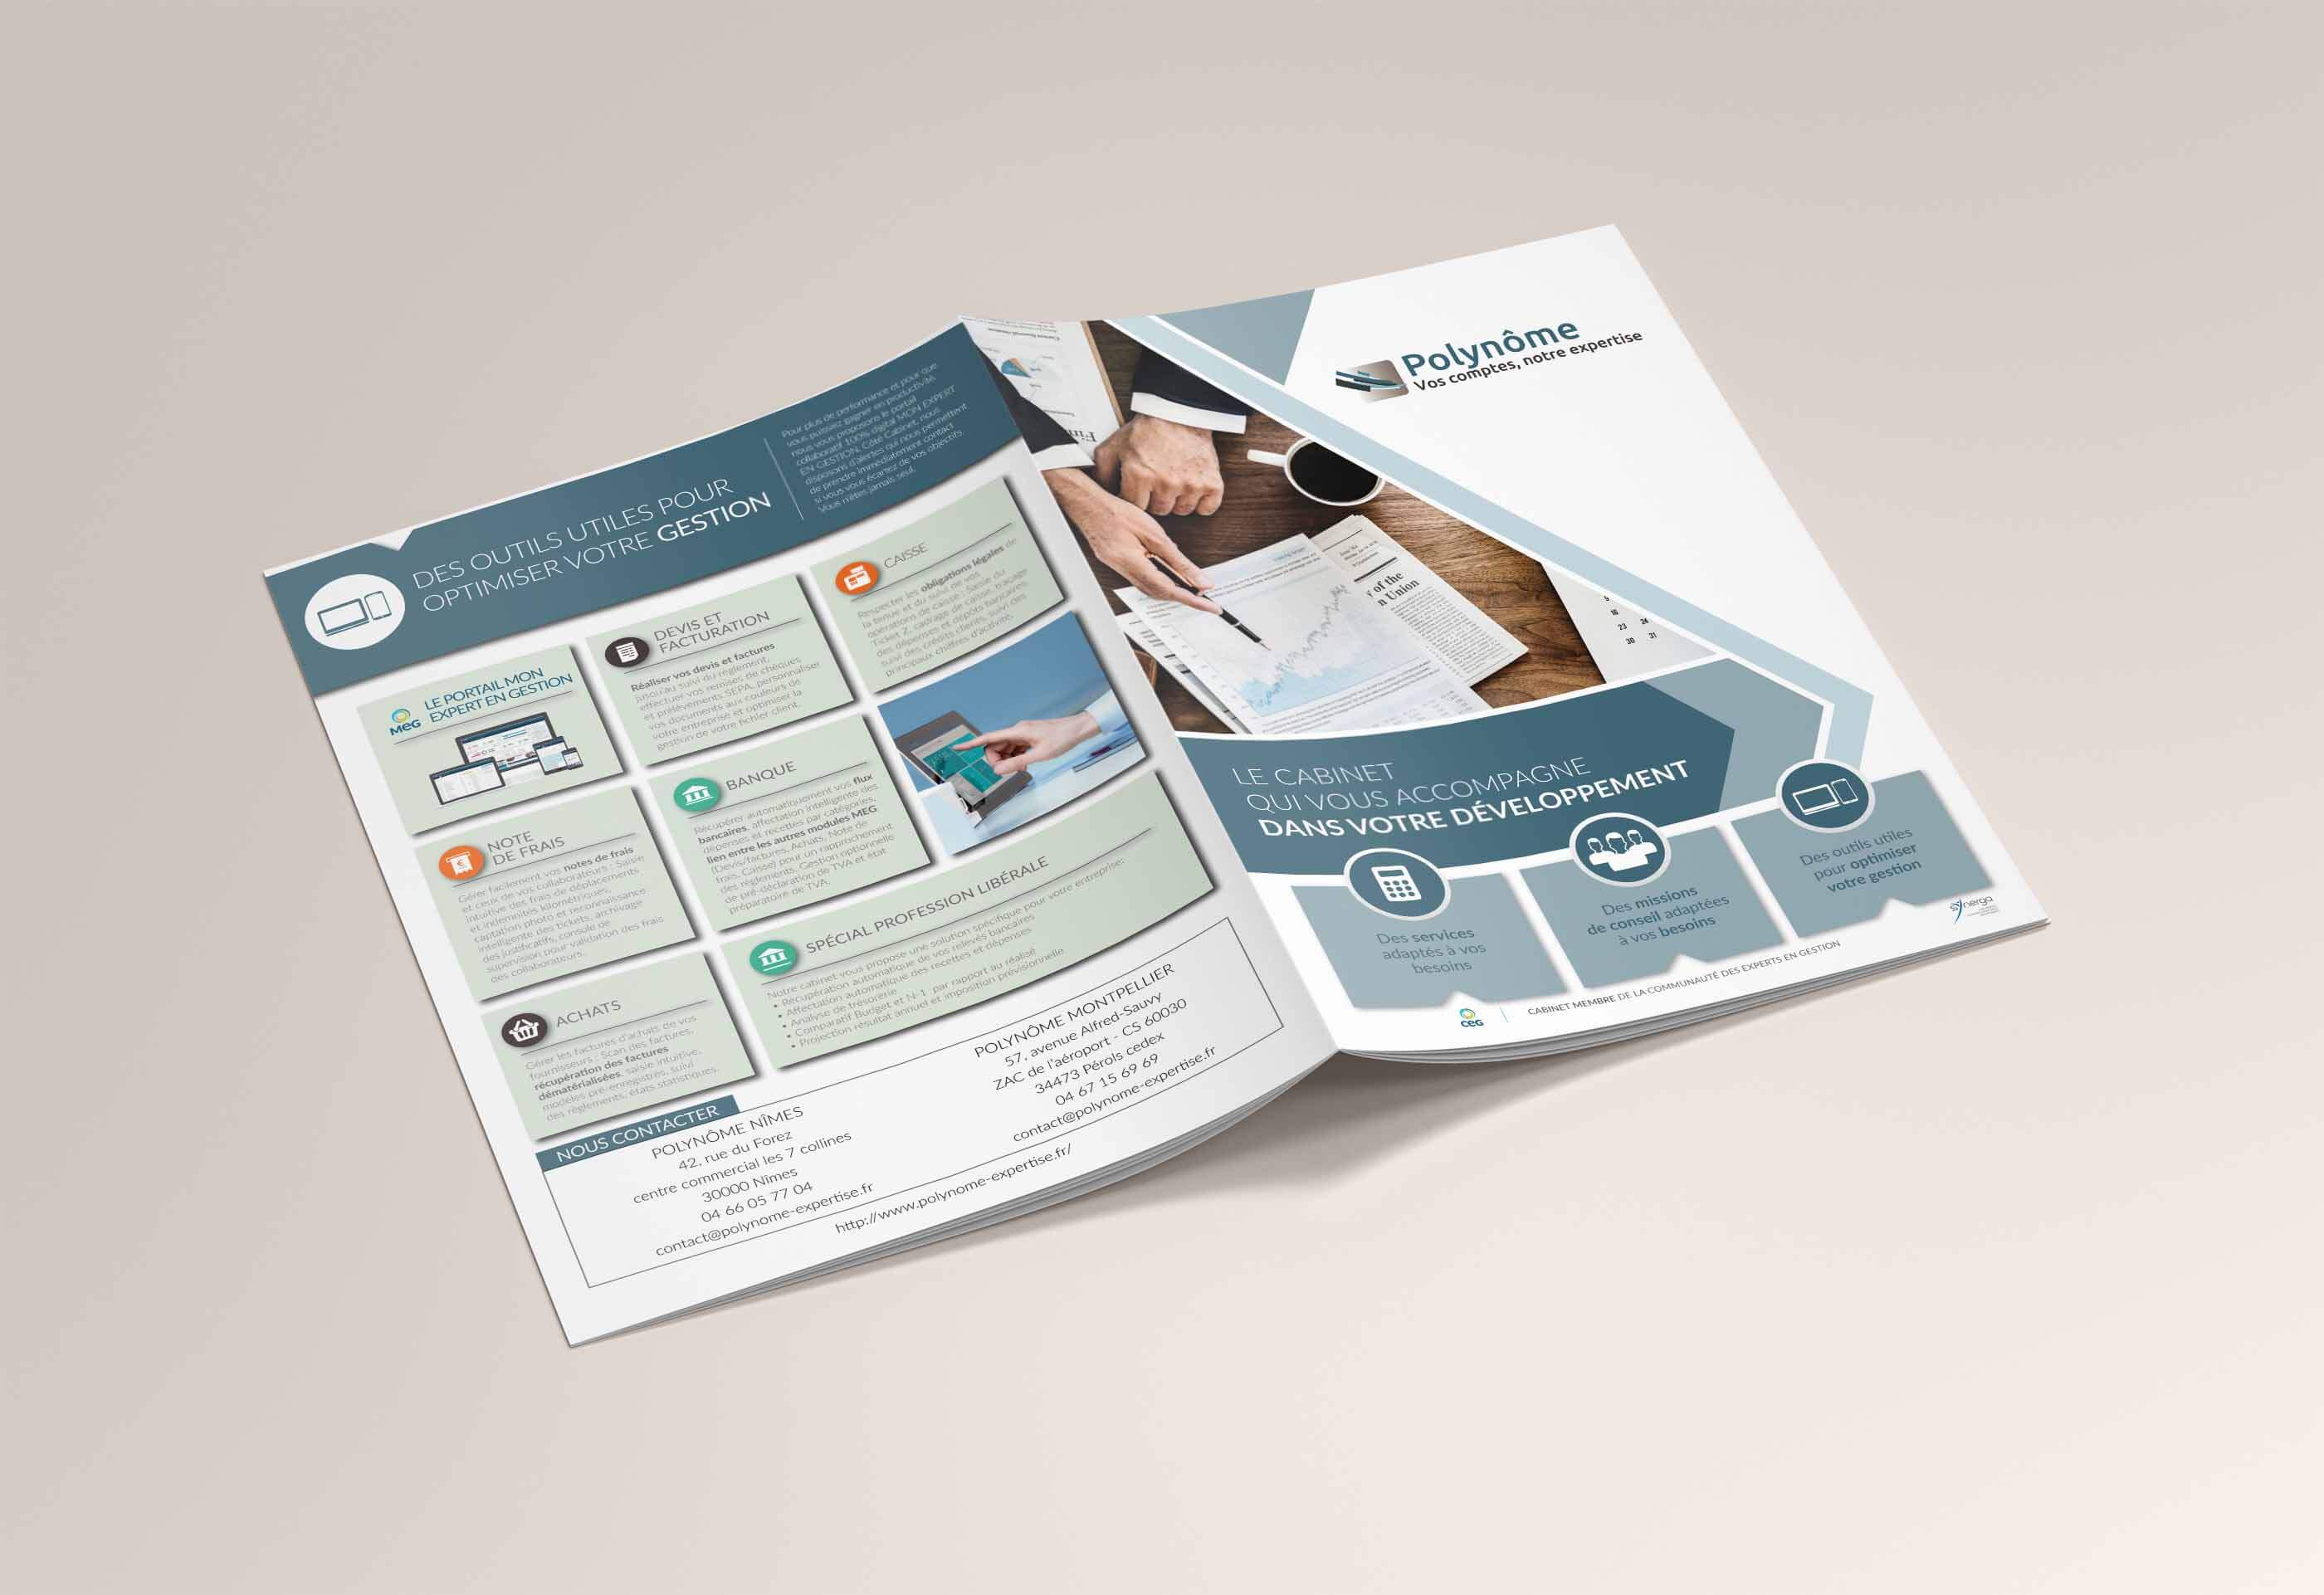 DES OUTILS UTILES POUR
OPTIMISER VOTRE GESTION
Pour plus de performance et pour que
vous puissiez gagner en productivité,
nous vous proposons le portail
collaboratif 100% digital MON EXPERT
EN GESTION. Côté Cabinet, nous
disposons d'alertes qui nous permettent
de prendre immédiatement contact
si vous vous écartez de vos objectifs.
Vous n'êtes jamais seul.
MeG
LE PORTAIL MON
EXPERT EN GESTION
DEVIS ET
FACTURATION
Réaliser vos devis et factures
jusqu'au suivi du règlement,
effectuer vos remises de chèques
et prélèvements SEPA, personnaliser
vos documents aux couleurs de
votre entreprise et optimiser la
gestion de votre fichier client.
CAISSE
Respecter les obligations légales de
la tenue et du suivi de vos
opérations de caisse : Saisie du
Ticket Z, cadrage de caisse, traçage
des dépenses et dépôts bancaires,
suivi des crédits clients, suivi des
principaux chiffres d'activité.
NOTE
DE FRAIS
Gérer facilement vos notes de frais
et ceux de vos collaborateurs : Saisie
intuitive des frais de déplacements
et indemnités kilométriques,
captation photo et reconnaissance
intelligente des tickets, archivage
des justificatifs, console de
supervision pour validation des frais
des collaborateurs.
BANQUE
Récupérer automatiquement vos flux
bancaires, affectation intelligente des
dépenses et recettes par catégories,
lien entre les autres modules MEG
(Devis/factures, Achats, Note de
frais, Caisse) pour un rapprochement
des règlements. Gestion optionnelle
de pré-déclaration de TVA et état
préparatoire de TVA.
ACHATS
Gérer les factures d'achats de vos
fournisseurs : Scan des factures,
récupération des factures
dématérialisées, saisie intuitive,
modèles pré-enregistrés, suivi
des règlements, états statistiques.
SPÉCIAL PROFESSION LIBÉRALE
Notre cabinet vous propose une solution spécifique pour votre entreprise:
• Récupération automatique de vos relevés bancaires
• Affectation automatique des recettes et dépenses
• Analyse de trésorerie
• Comparatif Budget et N-1 par rapport au réalisé
• Projection résultat annuel et imposition prévisionnelle
NOUS CONTACTER
POLYNÔME NÎMES
42, rue du Forez
centre commercial les 7 collines
30000 Nîmes
04 66 05 77 04
contact@polynome-expertise.fr
POLYNÔME MONTPELLIER
57, avenue Alfred-Sauvy
ZAC de l'aéroport - CS 60030
34473 Pérols cedex
04 67 15 69 69
contact@polynome-expertise.fr
http://www.polynome-expertise.fr/
Polynôme
Vos comptes, notre expertise
y of the
n Union
16
23 24
30 31
LE CABINET
QUI VOUS ACCOMPAGNE
DANS VOTRE DÉVELOPPEMENT
Des services
adaptés à vos
besoins
Des missions
de conseil adaptées
à vos besoins
Des outils utiles
pour optimiser
votre gestion
CeG
CABINET MEMBRE DE LA COMMUNAUTÉ DES EXPERTS EN GESTION
synerga